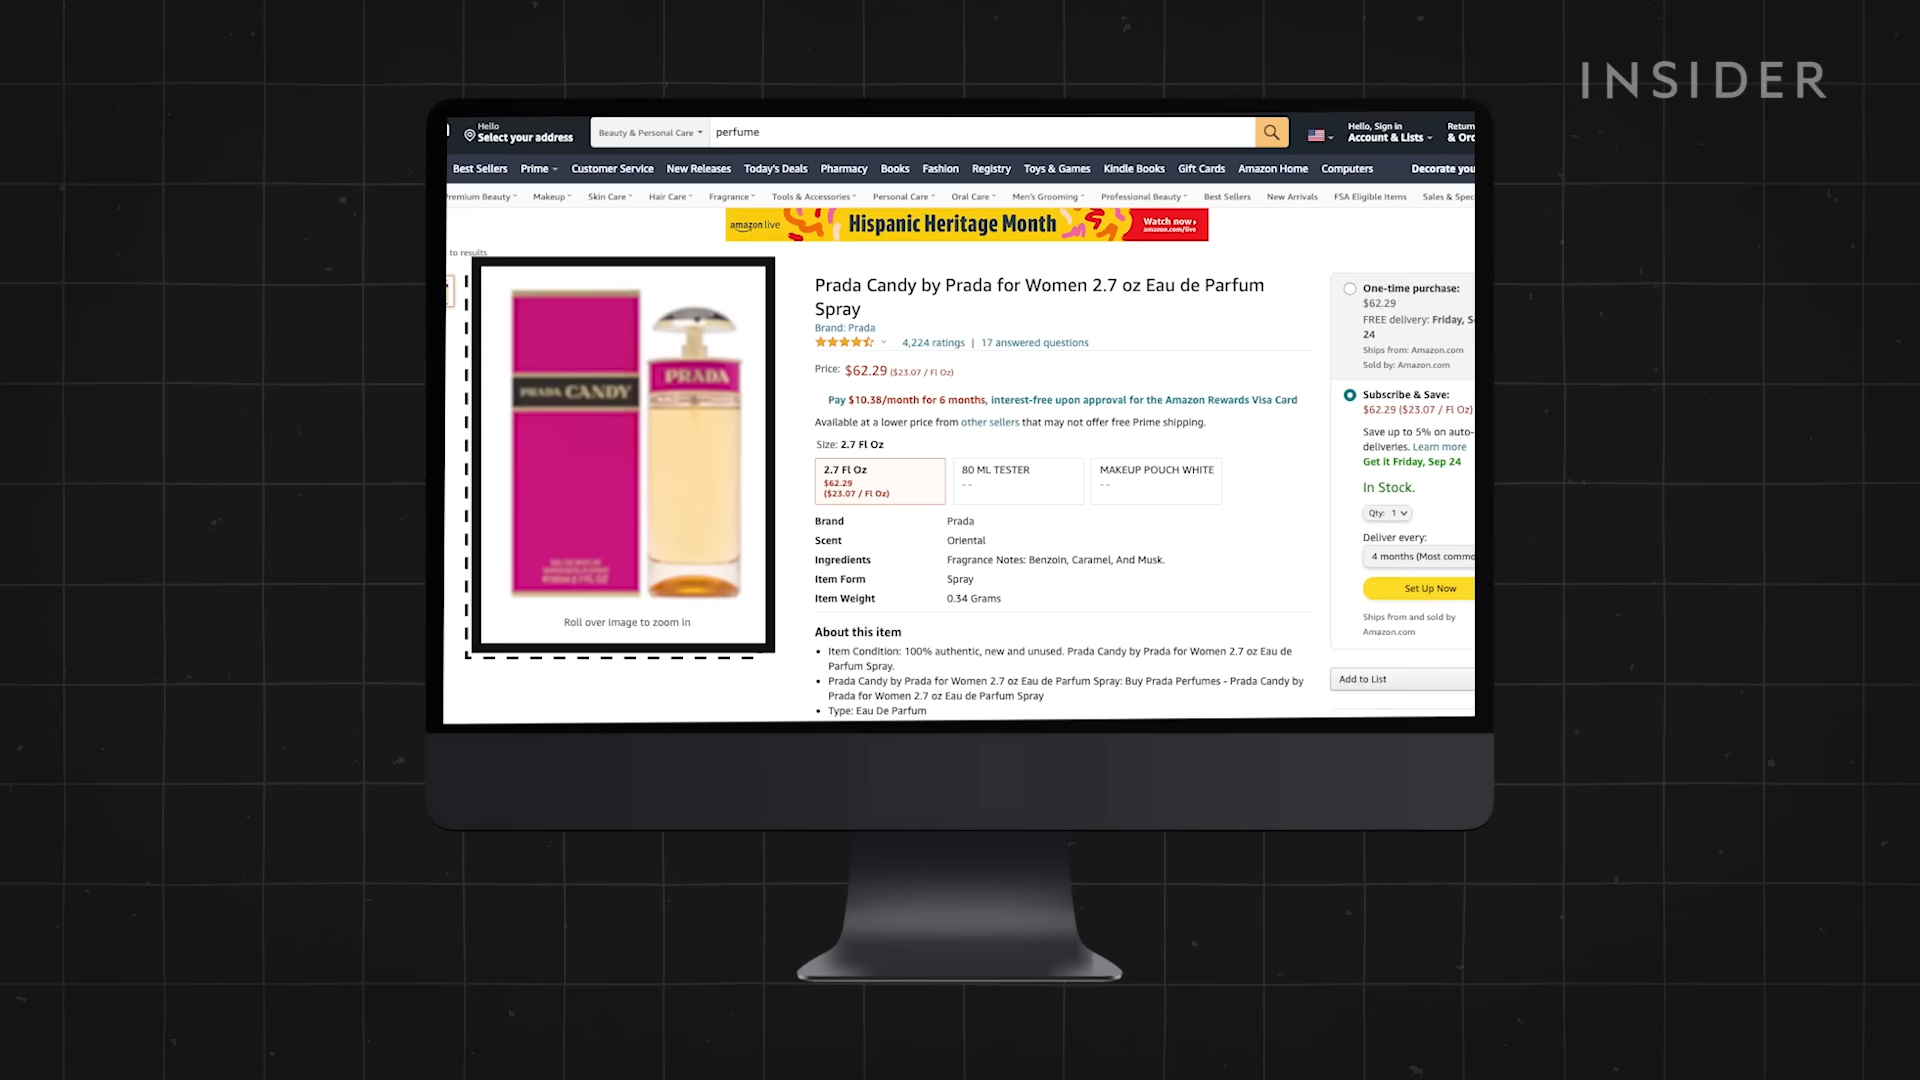 INSIDER
Hello
Select your address
Beauty & Personal Care
perfume
Hello, Sign in
Account & Lists
Return
& Ord
Best Sellers Prime Customer Service New Releases Today's Deals Pharmacy Books Fashion Registry Toys & Games Kindle Books Gift Cards Amazon Home Computers Decorate you
remium Beauty Makeup Skin Care Hair Care Fragrance Tools & Accessories Personal Care Oral Care Men's Grooming Professional Beauty Best Sellers New Arrivals FSA Eligible Items Sales & Spec
amazon live Hispanic Heritage Month Watch now
amazon.com/live
to results
PRADA CANDY
PRADA
Roll over image to zoom in
Prada Candy by Prada for Women 2.7 oz Eau de Parfum
Spray
Brand: Prada
4,224 ratings | 17 answered questions
Price: $62.29 ($23.07 / Fl Oz)
Pay $10.38/month for 6 months, interest-free upon approval for the Amazon Rewards Visa Card
Available at a lower price from other sellers that may not offer free Prime shipping.
Size: 2.7 Fl Oz
2.7 Fl Oz
$62.29
($23.07 / Fl Oz)
80 ML TESTER
--
MAKEUP POUCH WHITE
--
Brand Prada
Scent Oriental
Ingredients Fragrance Notes: Benzoin, Caramel, And Musk.
Item Form Spray
Item Weight 0.34 Grams
About this item
• Item Condition: 100% authentic, new and unused. Prada Candy by Prada for Women 2.7 oz Eau de
Parfum Spray.
• Prada Candy by Prada for Women 2.7 oz Eau de Parfum Spray: Buy Prada Perfumes - Prada Candy by
Prada for Women 2.7 oz Eau de Parfum Spray
• Type: Eau De Parfum
One-time purchase:
$62.29
FREE delivery: Friday, S
24
Ships from: Amazon.com
Sold by: Amazon.com
Subscribe & Save:
$62.29 ($23.07 / Fl Oz)
Save up to 5% on auto-
deliveries. Learn more
Get it Friday, Sep 24
In Stock.
Qty: 1
Deliver every:
4 months (Most commo
Set Up Now
Ships from and sold by
Amazon.com
Add to List